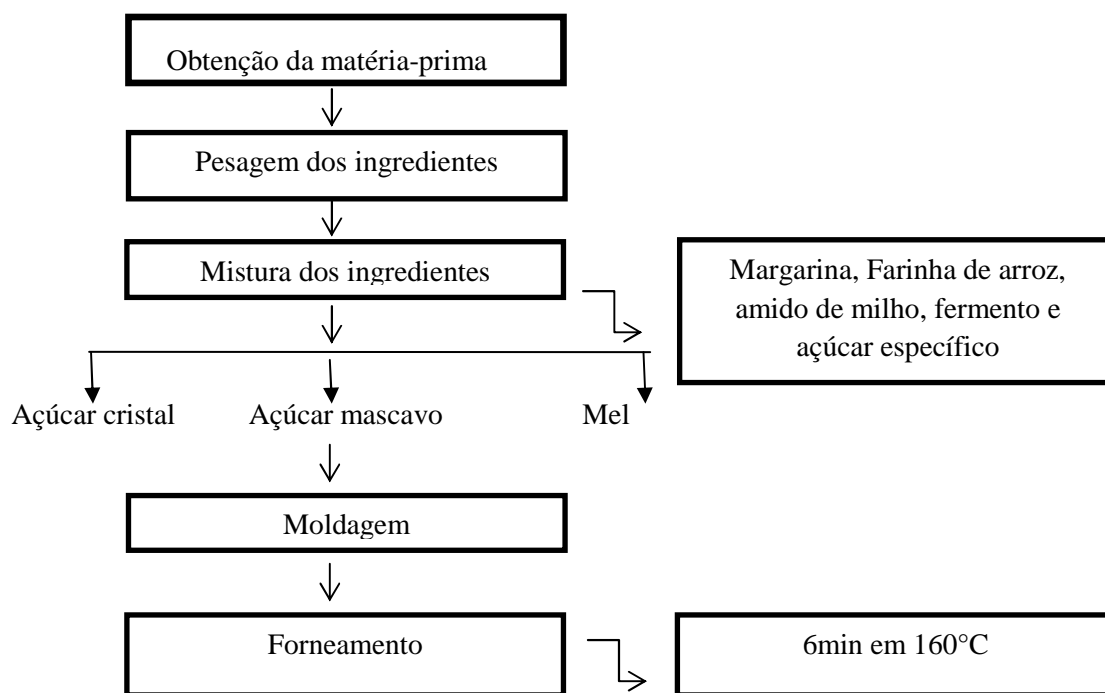 Obtenção da matéria-prima
Pesagem dos ingredientes
Mistura dos ingredientes
Margarina, Farinha de arroz,
amido de milho, fermento e
açúcar específico
Açúcar cristal
Açúcar mascavo
Mel
Moldagem
Forneamento
6min em 160°C